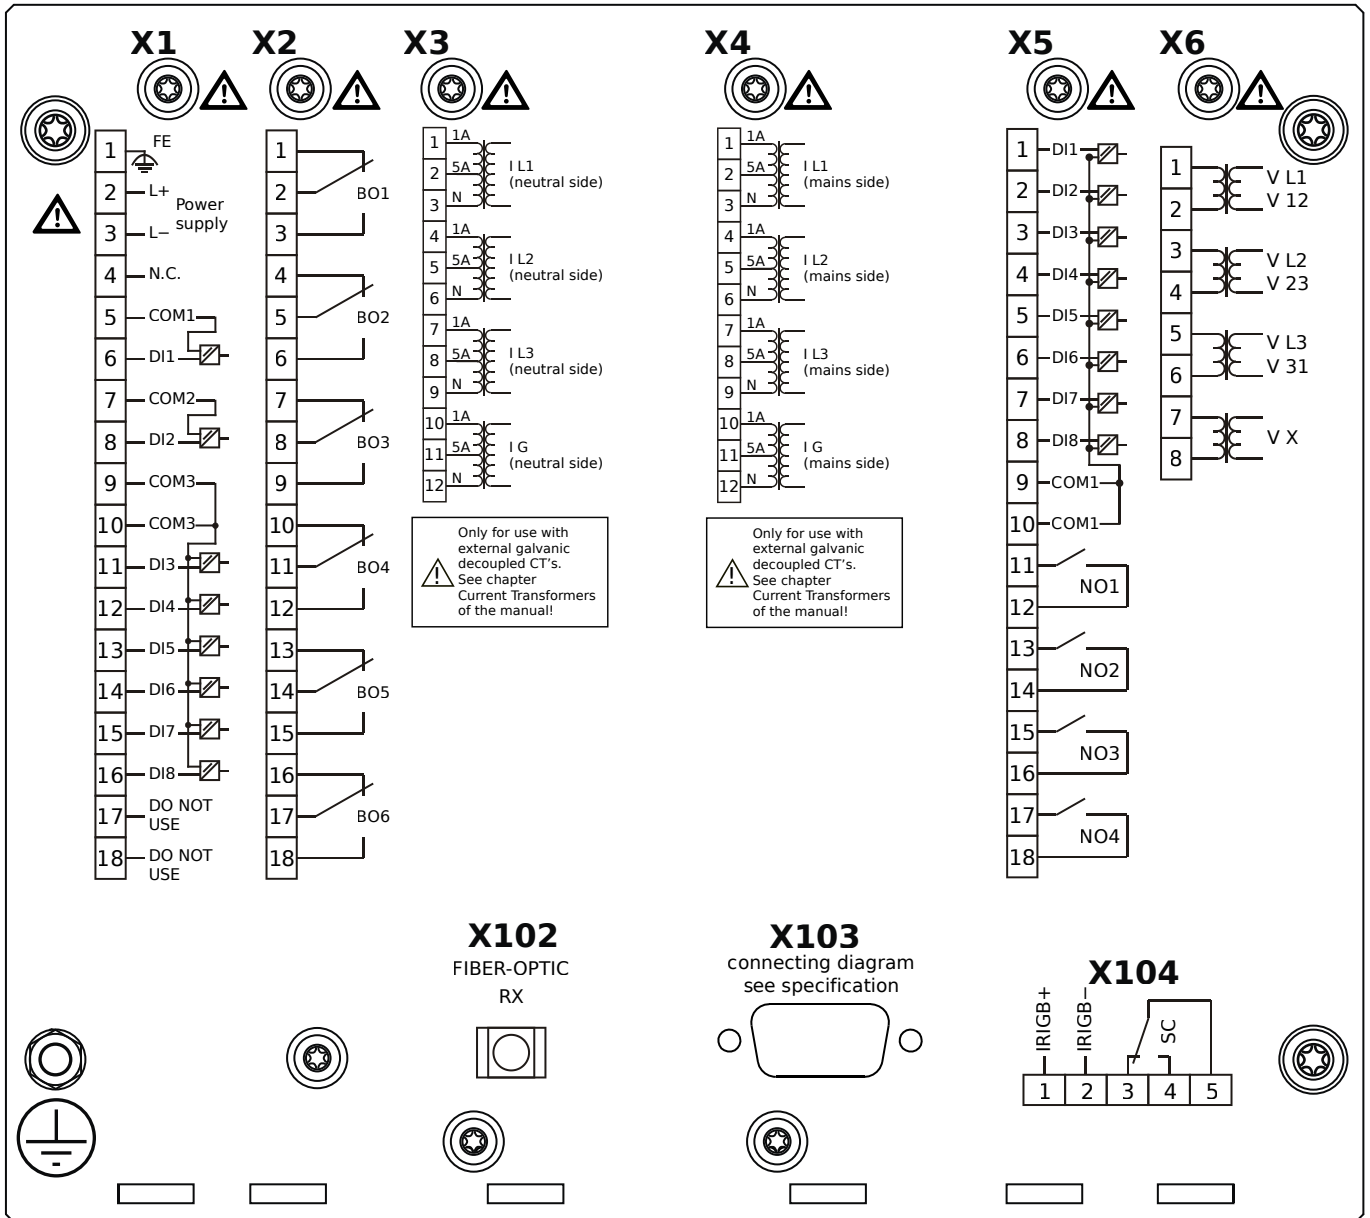 X1
X2
X3
X4
X5
X6
1
FE
2
L+
Power
supply
3
L−
4
N.C.
5
COM1
6
DI1
7
COM2
8
DI2
9
COM3
10
COM3
11
DI3
12
DI4
13
DI5
14
DI6
15
DI7
16
DI8
17
DO NOT
USE
18
DO NOT
USE
1
2
BO1
3
4
5
BO2
6
7
8
BO3
9
10
11
BO4
12
13
14
BO5
15
16
17
BO6
18
1
1A
2
5A
I L1
(neutral side)
3
N
4
1A
5
5A
I L2
(neutral side)
6
N
7
1A
8
5A
I L3
(neutral side)
9
N
10
1A
11
5A
I G
(neutral side)
12
N
Only for use with
external galvanic
decoupled CT's.
See chapter
Current Transformers
of the manual!
1
1A
2
5A
I L1
(mains side)
3
N
4
1A
5
5A
I L2
(mains side)
6
N
7
1A
8
5A
I L3
(mains side)
9
N
10
1A
11
5A
I G
(mains side)
12
N
Only for use with
external galvanic
decoupled CT's.
See chapter
Current Transformers
of the manual!
1
DI1
2
DI2
3
DI3
4
DI4
5
DI5
6
DI6
7
DI7
8
DI8
9
COM1
10
COM1
11
NO1
12
13
NO2
14
15
NO3
16
17
NO4
18
1
V L1
2
V 12
3
V L2
4
V 23
5
V L3
6
V 31
7
V X
8
X102
FIBER-OPTIC
RX
X103
connecting diagram
see specification
X104
IRIGB+
IRIGB−
SC
1 2 3 4 5